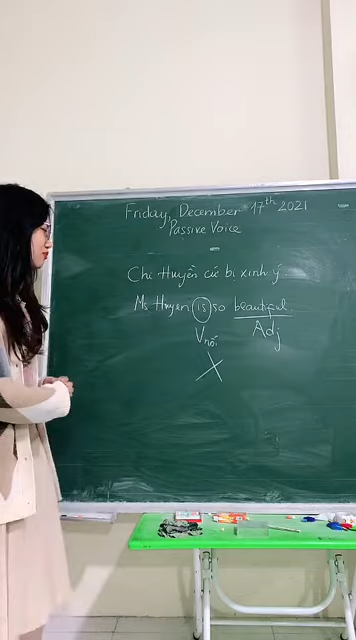 Friday, December 17th 2021
Passive Voice
Chị Huyền cứ bị xinh ý
Ms Huyen is so beautiful.
Vnối Adj
X